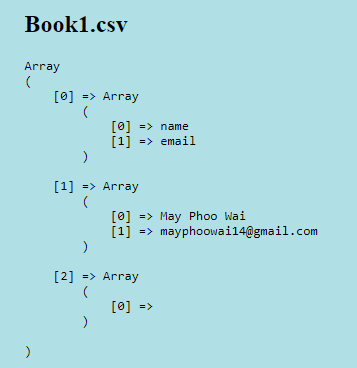 Book1.csv
Array
(
[0] => Array
(
[0] => name
[1] => email
)
[1] => Array
(
[0] => May Phoo Wai
[1] => mayphoowai14@gmail.com
)
[2] => Array
(
[0] =>
)
)